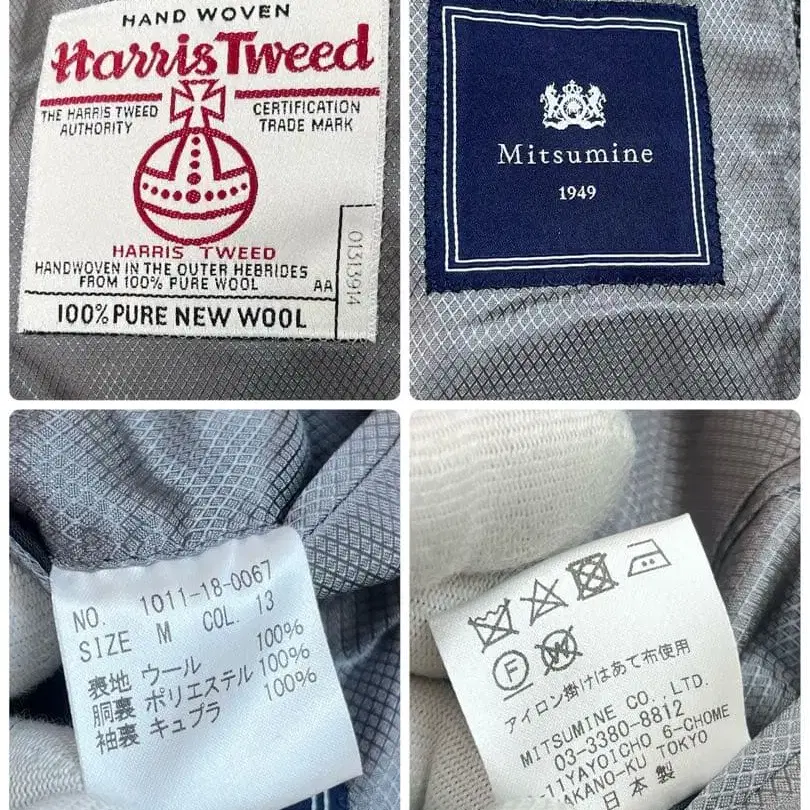 HAND WOVEN
Harris Tweed
THE HARRIS TWEED
AUTHORITY
CERTIFICATION
TRADE MARK
HARRIS TWEED
HANDWOVEN IN THE OUTER HEBRIDES
FROM 100% PURE WOOL
AA
01313914
100% PURE NEW WOOL
Mitsumine
1949
NO. 1011-18-0067
SIZE M COL. 13
表地 ウール 100%
胴裏 ポリエステル 100%
袖裏 キュプラ 100%
F
W
アイロン掛けはあて布使用
MITSUMINE CO., LTD.
03-3380-8812
-11YAYOICHO 6-CHOME
AKANO-KU TOKYO
日本製